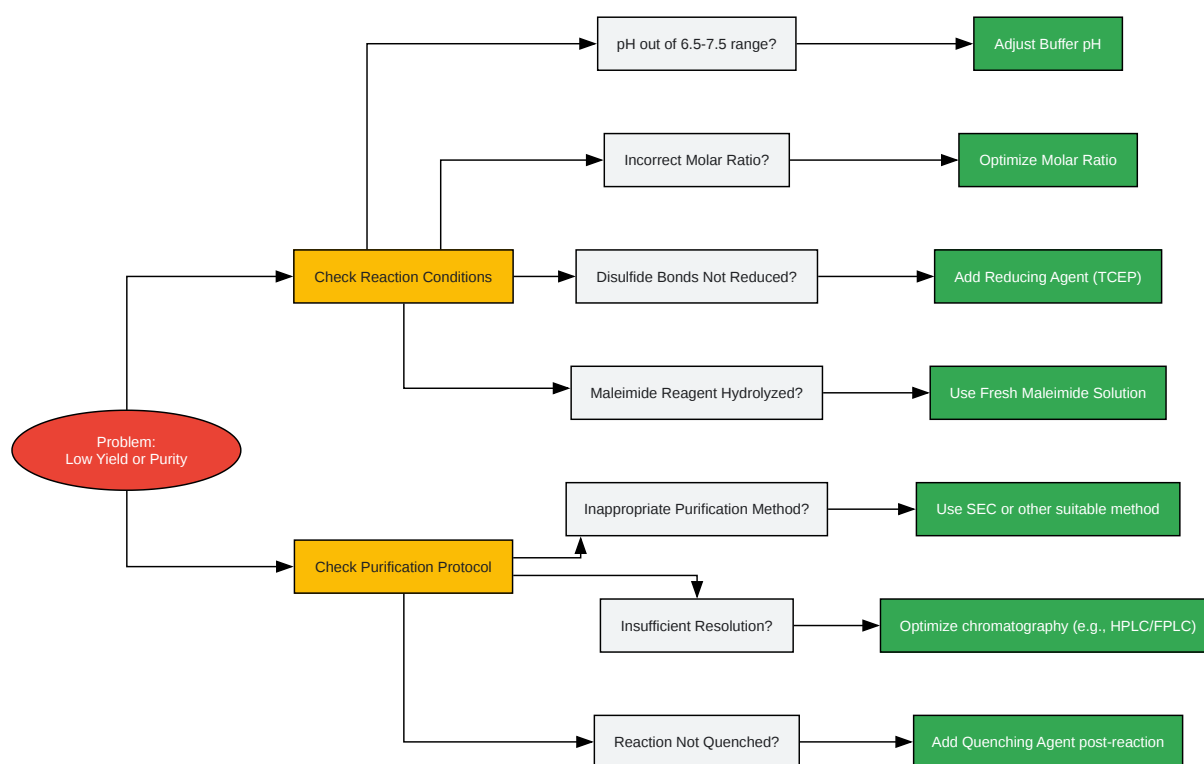 pH out of 6.5-7.5 range?
Adjust Buffer pH
Incorrect Molar Ratio?
Optimize Molar Ratio
Check Reaction Conditions
Disulfide Bonds Not Reduced?
Add Reducing Agent (TCEP)
Maleimide Reagent Hydrolyzed?
Use Fresh Maleimide Solution
Problem:
Low Yield or Purity
Inappropriate Purification Method?
Use SEC or other suitable method
Check Purification Protocol
Insufficient Resolution?
Optimize chromatography (e.g., HPLC/FPLC)
Reaction Not Quenched?
Add Quenching Agent post-reaction